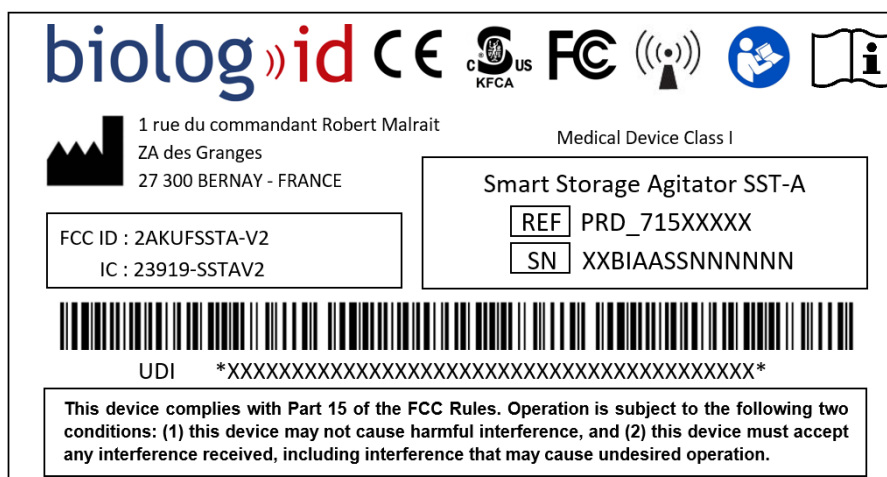 biolog id CE C US FC
KFCA
1 rue du commandant Robert Malrait
ZA des Granges
27 300 BERNAY - FRANCE
Medical Device Class I
Smart Storage Agitator SST-A
REF PRD_715XXXXX
SN XXBIAASSNNNNNN
FCC ID : 2AKUFSSTA-V2
IC : 23919-SSTAV2
UDI *XXXXXXXXXXXXXXXXXXXXXXXXXXXXXXXXXXXXXXXXX*
This device complies with Part 15 of the FCC Rules. Operation is subject to the following two
conditions: (1) this device may not cause harmful interference, and (2) this device must accept
any interference received, including interference that may cause undesired operation.